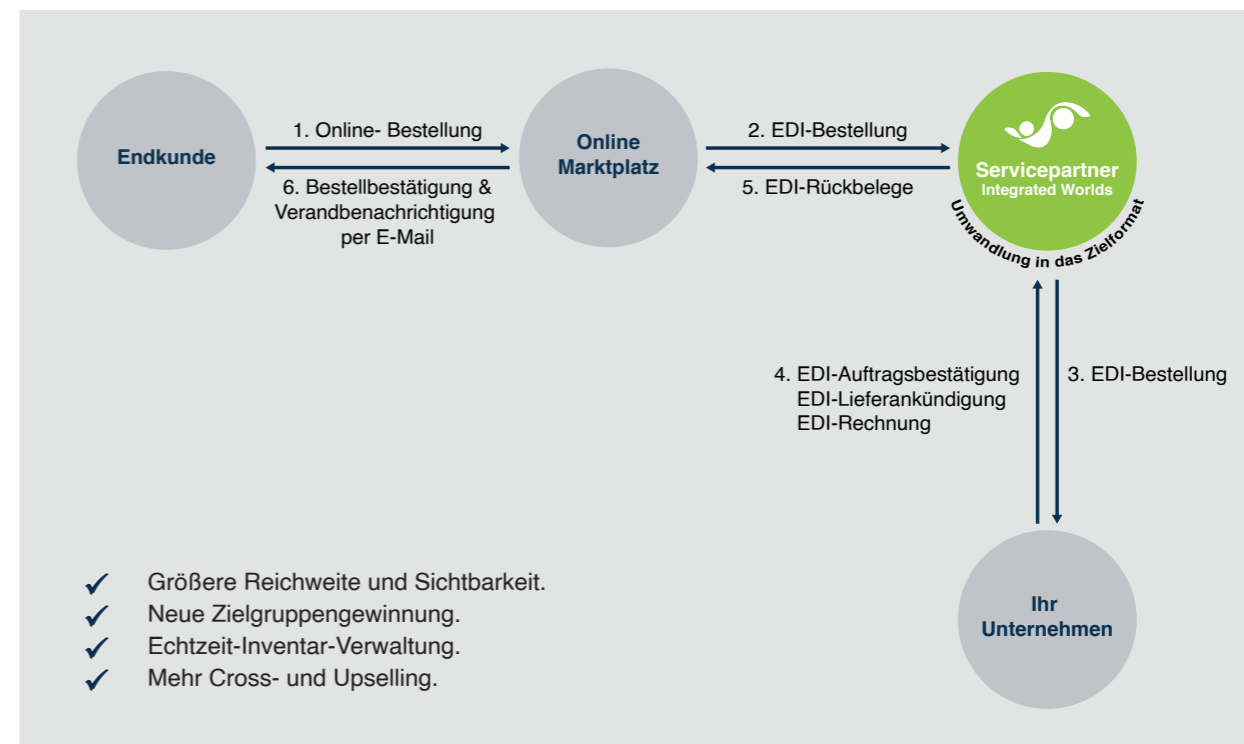 Endkunde
1. Online- Bestellung
6. Bestellbestätigung &
Verandbenachrichtigung
per E-Mail
Online
Marktplatz
2. EDI-Bestellung
5. EDI-Rückbelege
Servicepartner
Integrated Worlds
Umwandlung in das Zielformat
4. EDI-Auftragsbestätigung
EDI-Lieferankündigung
EDI-Rechnung
3. EDI-Bestellung
Ihr
Unternehmen
Größere Reichweite und Sichtbarkeit.
Neue Zielgruppengewinnung.
Echtzeit-Inventar-Verwaltung.
Mehr Cross- und Upselling.